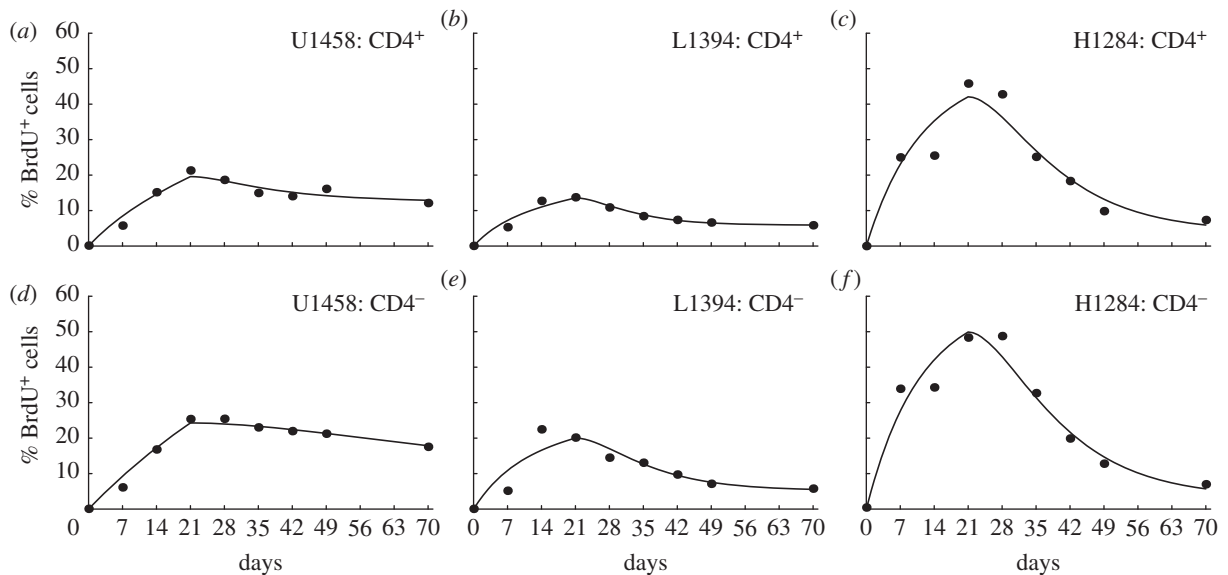 (a) U1458: CD4⁺
(b) L1394: CD4⁺
(c) H1284: CD4⁺
% BrdU⁺ cells
60
50
40
30
20
10
0
(d) U1458: CD4⁻
(e) L1394: CD4⁻
(f) H1284: CD4⁻
% BrdU⁺ cells
60
50
40
30
20
10
0 7 14 21 28 35 42 49 56 63 70
0 7 14 21 28 35 42 49 56 63 70
0 7 14 21 28 35 42 49 56 63 70
days
days
days